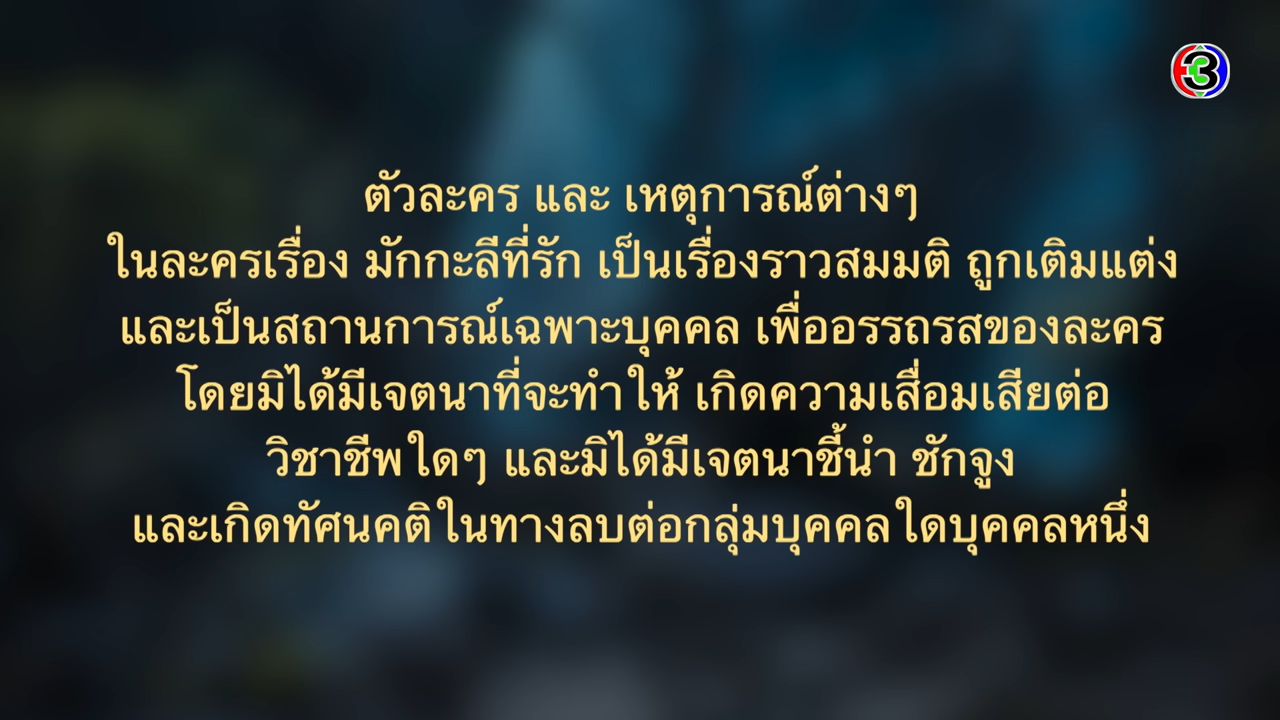 3
ตัวละคร และ เหตุการณ์ต่างๆ
ในละครเรื่อง มักกะลีที่รัก เป็นเรื่องราวสมมติ ถูกเติมแต่ง
และเป็นสถานการณ์เฉพาะบุคคล เพื่ออรรถรสของละคร
โดยมิได้มีเจตนาที่จะทำให้ เกิดความเสื่อมเสียต่อ
วิชาชีพใดๆ และมิได้มีเจตนาชี้นำ ชักจูง
และเกิดทัศนคติในทางลบต่อกลุ่มบุคคลใดบุคคลหนึ่ง